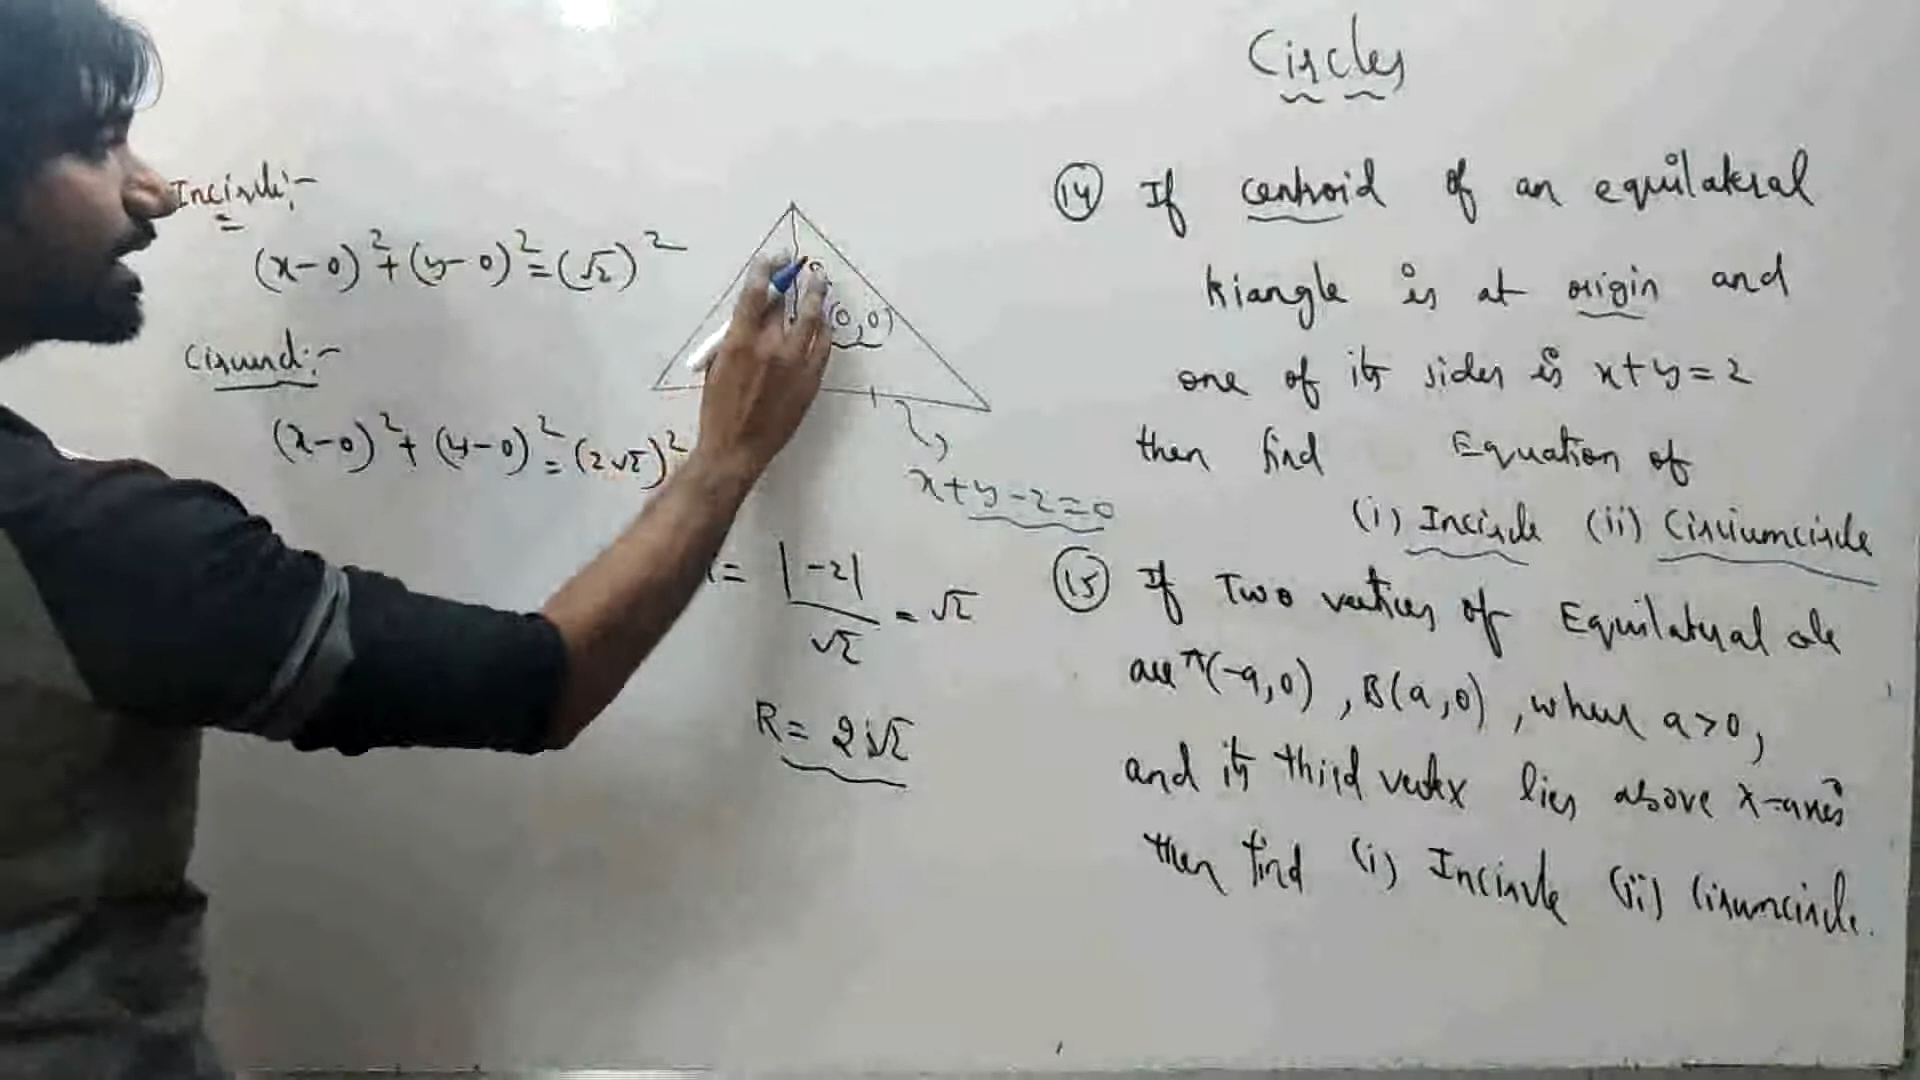 Circles
Incircle:-
(x-0)²+(y-0)²=(√2)²
Circumcl:-
(x-0)²+(y-0)²=(2√2)²
(0,0)
x+y-2=0
= |-2| / √2 = √2
R= 2√2
(14) If centroid of an equilateral
triangle is at origin and
one of its sides is x+y=2
then find Equation of
(i) Incircle (ii) Circiumcircle
(15) If Two vertices of Equilateral
are A(-a,0), B(a,0), where a>0,
and its third vertex lies above x-axis
then find (i) Incircle (ii) Circumcircle.